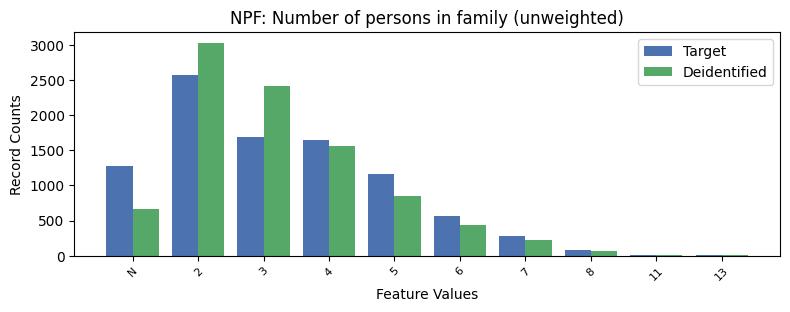 NPF: Number of persons in family (unweighted)
Target
Deidentified
Record Counts
3000
2500
2000
1500
1000
500
0
N 2 3 4 5 6 7 8 11 13
Feature Values